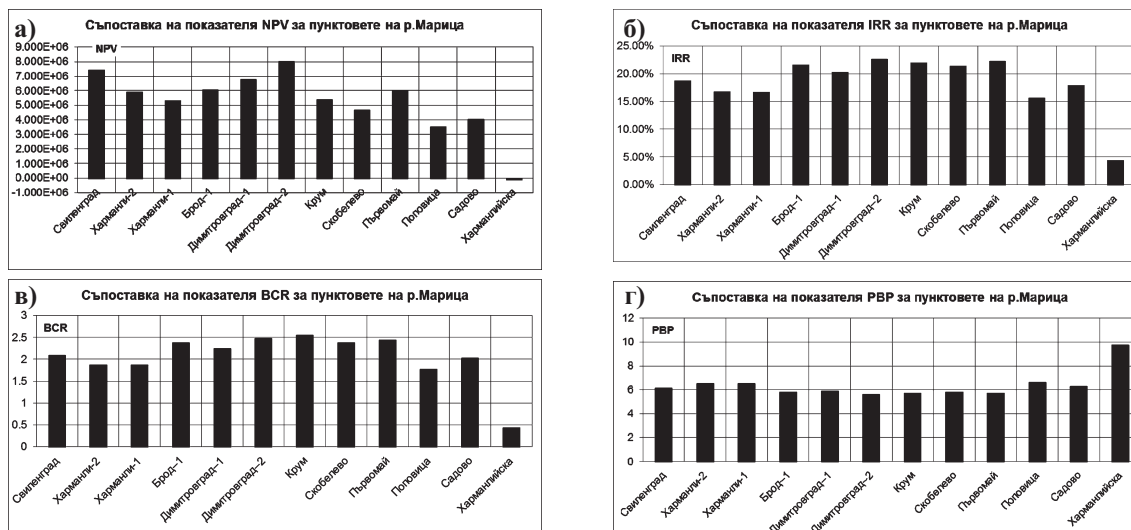 а)
Съпоставка на показателя NPV за пунктовете на р.Марица
NPV
9.000E+06
8.000E+06
7.000E+06
6.000E+06
5.000E+06
4.000E+06
3.000E+06
2.000E+06
1.000E+06
0.000E+00
-1.000E+06
Свиленград
Харманли-2
Харманли-1
Брод-1
Димитровград-1
Димитровград-2
Крум
Скобелево
Първомай
Поповица
Садово
Харманлийска
б)
Съпоставка на показателя IRR за пунктовете на р.Марица
IRR
25.00%
20.00%
15.00%
10.00%
5.00%
0.00%
Свиленград
Харманли-2
Харманли-1
Брод-1
Димитровград-1
Димитровград-2
Крум
Скобелево
Първомай
Поповица
Садово
Харманлийска
в)
Съпоставка на показателя BCR за пунктовете на р.Марица
BCR
3
2.5
2
1.5
1
0.5
0
Свиленград
Харманли-2
Харманли-1
Брод-1
Димитровград-1
Димитровград-2
Крум
Скобелево
Първомай
Поповица
Садово
Харманлийска
г)
Съпоставка на показателя PBP за пунктовете на р.Марица
PBP
12
10
8
6
4
2
0
Свиленград
Харманли-2
Харманли-1
Брод-1
Димитровград-1
Димитровград-2
Крум
Скобелево
Първомай
Поповица
Садово
Харманлийска